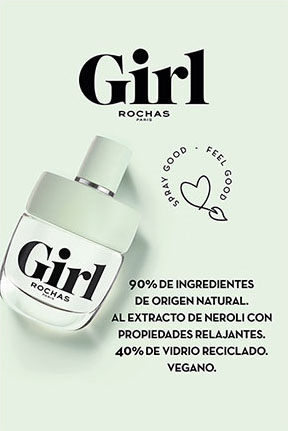 Girl
ROCHAS
PARIS
SPRAY GOOD · FEEL GOOD
Girl
ROCHAS
PARIS
90% DE INGREDIENTES
DE ORIGEN NATURAL.
AL EXTRACTO DE NEROLI CON
PROPIEDADES RELAJANTES.
40% DE VIDRIO RECICLADO.
VEGANO.